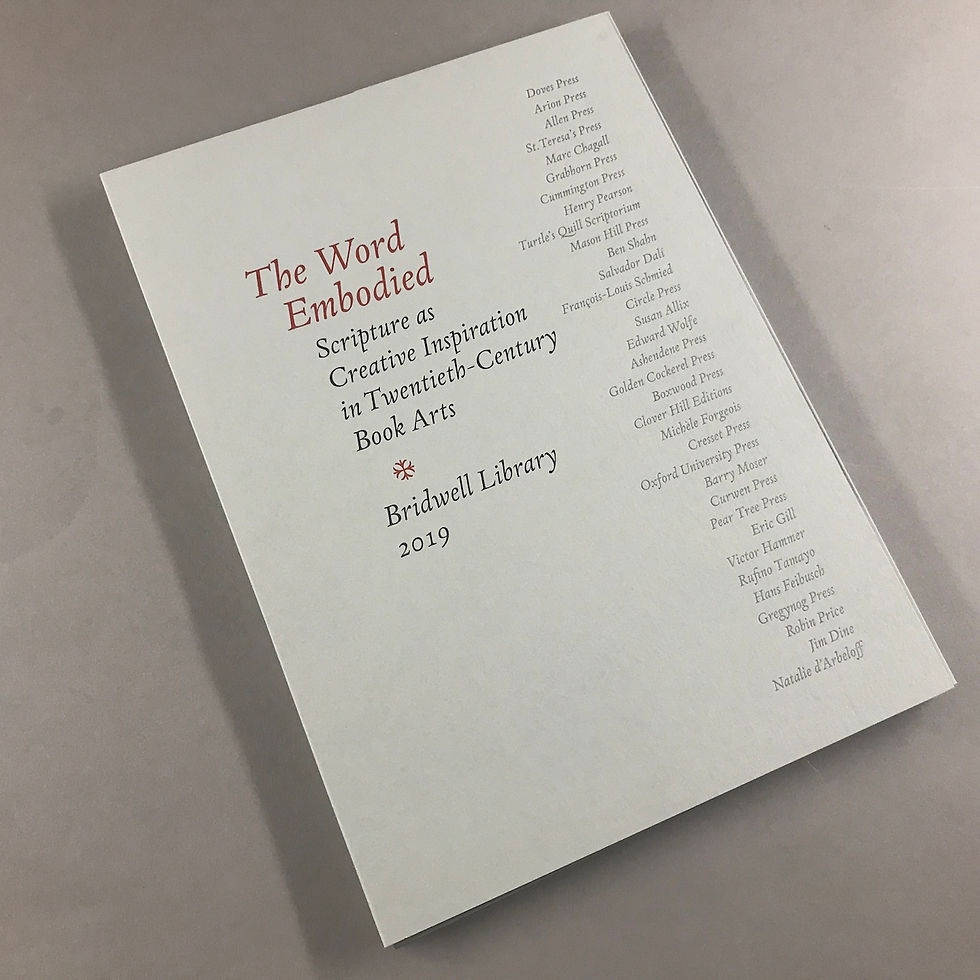 The Word
Embodied
Scripture as
Creative Inspiration
in Twentieth-Century
Book Arts
Bridwell Library
2019
Doves Press
Arion Press
Allen Press
St. Teresa's Press
Marc Chagall
Grabhorn Press
Cummington Press
Henry Pearson
Turtle's Quill Scriptorium
Mason Hill Press
Ben Shahn
Salvador Dalí
François-Louis Schmied
Circle Press
Susan Allix
Edward Wolfe
Ashendene Press
Golden Cockerel Press
Boxwood Press
Clover Hill Editions
Michèle Forgeois
Cresset Press
Oxford University Press
Barry Moser
Curwen Press
Pear Tree Press
Eric Gill
Victor Hammer
Rufino Tamayo
Hans Feibusch
Gregynog Press
Robin Price
Jim Dine
Natalie d'Arbeloff